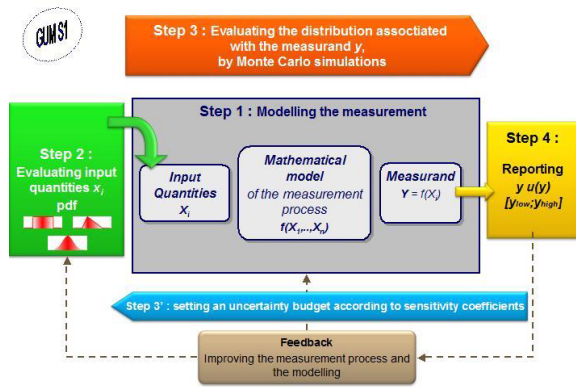 GUM S1
Step 3 : Evaluating the distribution assotiated
with the measurand y,
by Monte Carlo simulations
Step 1 : Modelling the measurement
Step 2 :
Evaluating input
quantities xi
pdf
Input
Quantities
Xi
Mathematical
model
of the measurement
process
f(X1,..,Xn)
Measurand
Y = f(Xi)
Step 4 :
Reporting
y u(y)
[ylow;yhigh]
Step 3' : setting an uncertainty budget according to sensitivity coefficients
Feedback
Improving the measurement process and
the modelling